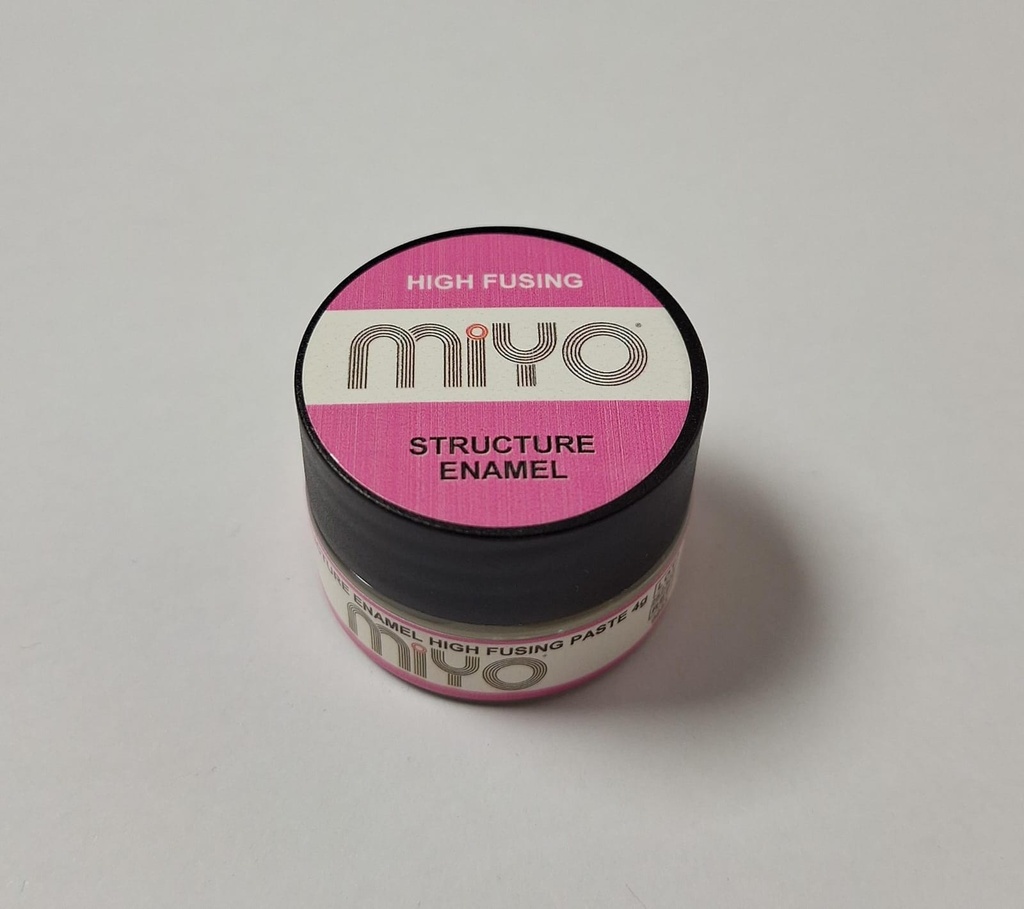 HIGH FUSING
miyo®
STRUCTURE
ENAMEL
ENAMEL HIGH FUSING PASTE 4g
miyo